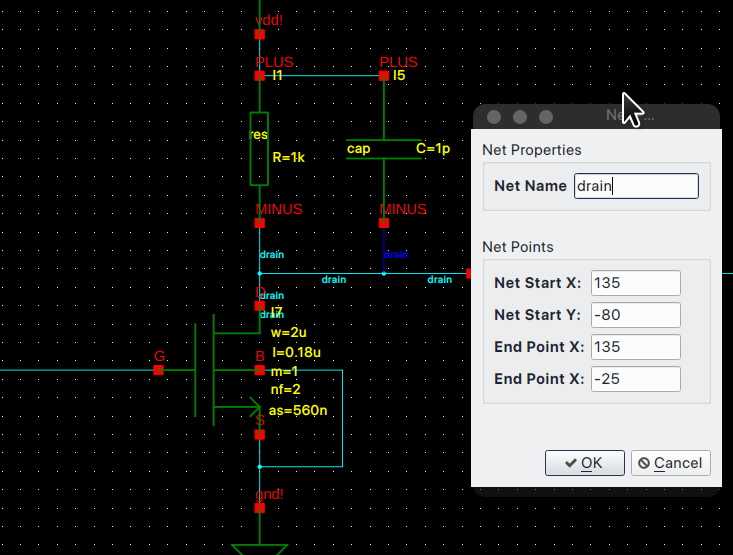 vdd!
PLUS
PLUS
I1
I5
res
R=1k
cap
C=1p
MINUS
MINUS
drain
drain
drain
drain
D
drain
drain
I7
w=2u
l=0.18u
m=1
nf=2
as=560n
G
B
S
gnd!
Net Properties
Net Name drain
Net Points
Net Start X: 135
Net Start Y: -80
End Point X: 135
End Point X: -25
OK
Cancel